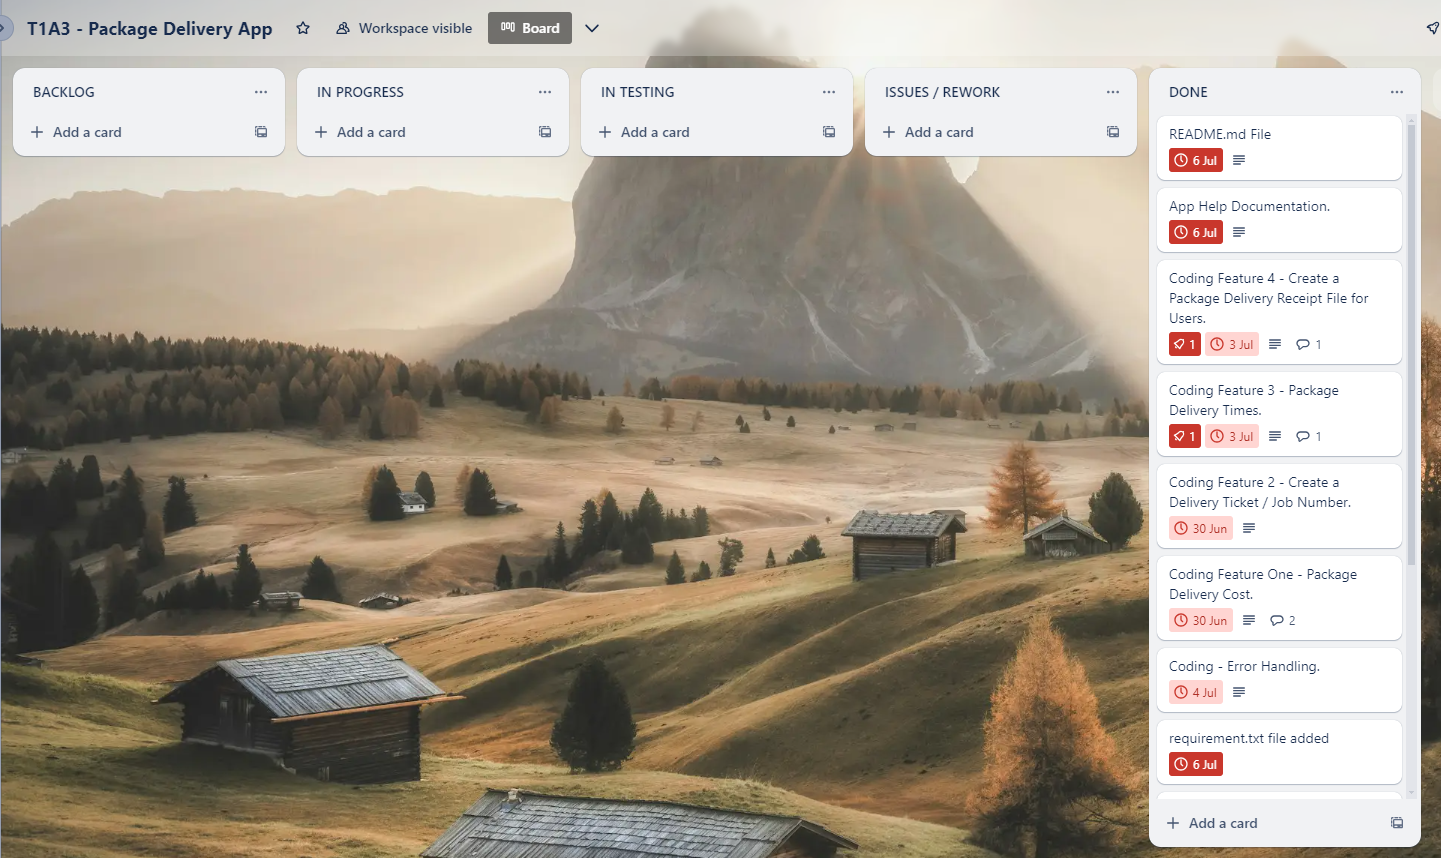 T1A3 - Package Delivery App
Workspace visible
Board
BACKLOG
Add a card
IN PROGRESS
Add a card
IN TESTING
Add a card
ISSUES / REWORK
Add a card
DONE
README.md File
6 Jul
App Help Documentation.
6 Jul
Coding Feature 4 - Create a
Package Delivery Receipt File for
Users.
1 3 Jul 1
Coding Feature 3 - Package
Delivery Times.
1 3 Jul 1
Coding Feature 2 - Create a
Delivery Ticket / Job Number.
30 Jun
Coding Feature One - Package
Delivery Cost.
30 Jun 2
Coding - Error Handling.
4 Jul
requirement.txt file added
6 Jul
Add a card